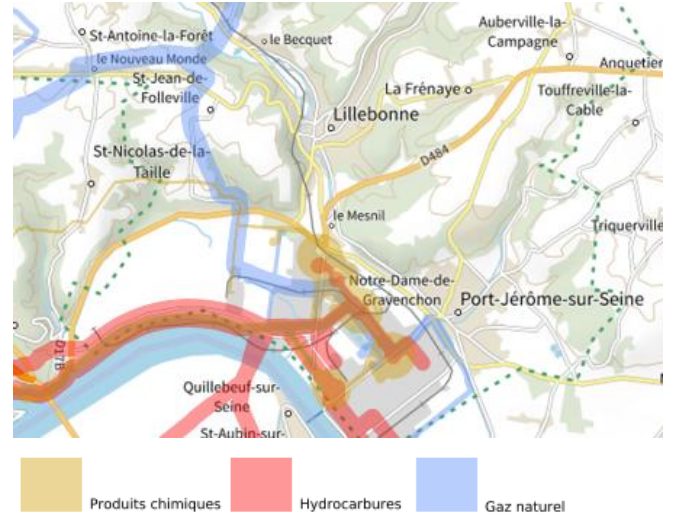 Auberville-la-
Campagne
St-Antoine-la-Forêt
le Becquet
le Nouveau Monde
Anquetier
St-Jean-de-
Folleville
La Frénaye
Touffreville-la-
Cable
Lillebonne
D484
St-Nicolas-de-la-
Taille
le Mesnil
Triquerville
Notre-Dame-de-
Gravenchon
Port-Jérôme-sur-Seine
D17B
Quillebeuf-sur-
Seine
St-Aubin-sur-
Produits chimiques
Hydrocarbures
Gaz naturel